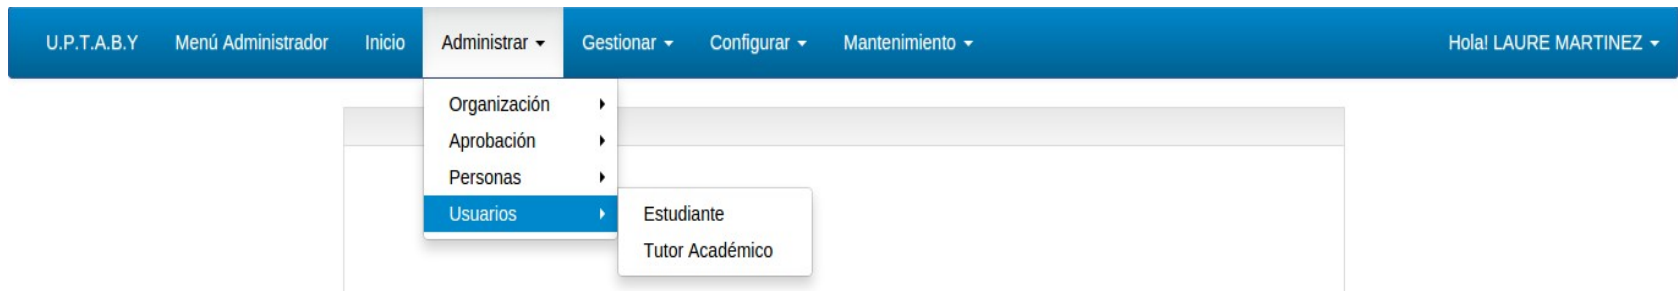 U.P.T.A.B.Y Menú Administrador Inicio Administrar Gestionar Configurar Mantenimiento Hola! LAURE MARTINEZ
Organización
Aprobación
Personas
Usuarios Estudiante
Tutor Académico